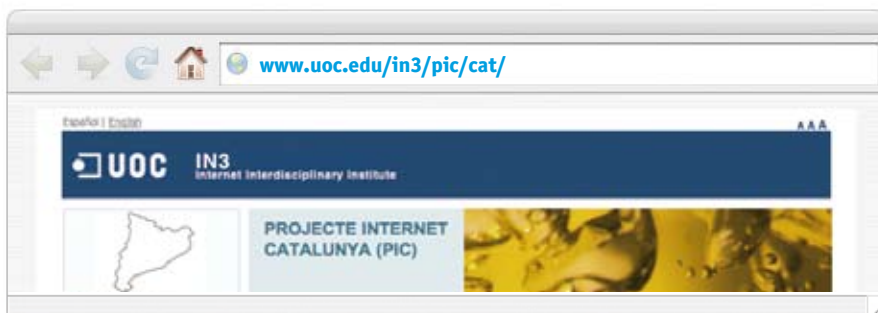 www.uoc.edu/in3/pic/cat/
Español | English
A A A
UOC
IN3
Internet Interdisciplinary Institute
PROJECTE INTERNET
CATALUNYA (PIC)